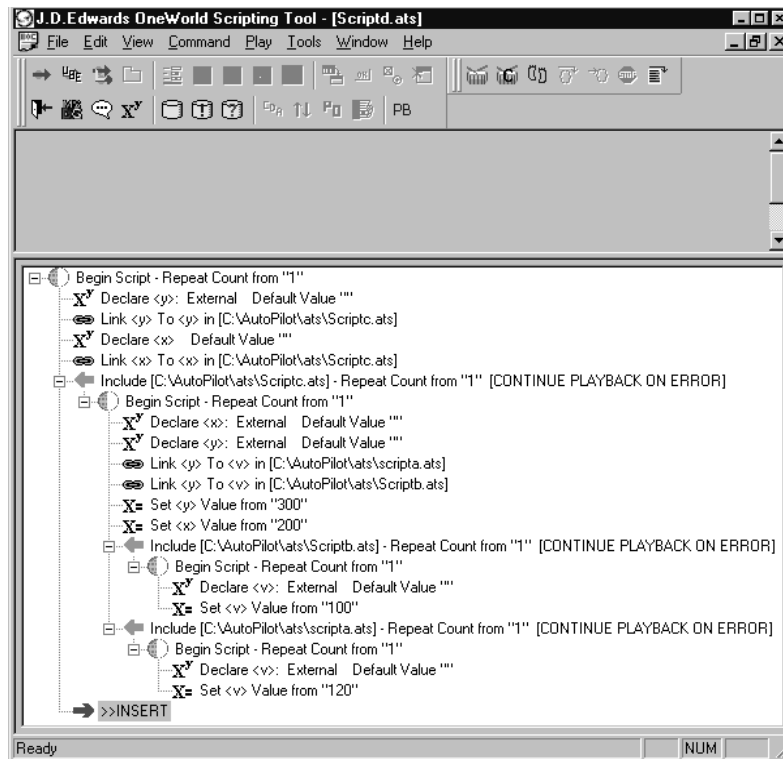 J.D.Edwards OneWorld Scripting Tool - [Scriptd.ats]
File Edit View Command Play Tools Window Help
PB
Begin Script - Repeat Count from "1"
Declare <y>: External Default Value ""
Link <y> To <y> in [C:\AutoPilot\ats\Scriptc.ats]
Declare <x> Default Value ""
Link <x> To <x> in [C:\AutoPilot\ats\Scriptc.ats]
Include [C:\AutoPilot\ats\Scriptc.ats] - Repeat Count from "1" [CONTINUE PLAYBACK ON ERROR]
Begin Script - Repeat Count from "1"
Declare <x>: External Default Value ""
Declare <y>: External Default Value ""
Link <y> To <v> in [C:\AutoPilot\ats\scripta.ats]
Link <y> To <v> in [C:\AutoPilot\ats\Scriptb.ats]
Set <y> Value from "300"
Set <x> Value from "200"
Include [C:\AutoPilot\ats\Scriptb.ats] - Repeat Count from "1" [CONTINUE PLAYBACK ON ERROR]
Begin Script - Repeat Count from "1"
Declare <v>: External Default Value ""
Set <v> Value from "100"
Include [C:\AutoPilot\ats\scripta.ats] - Repeat Count from "1" [CONTINUE PLAYBACK ON ERROR]
Begin Script - Repeat Count from "1"
Declare <v>: External Default Value ""
Set <v> Value from "120"
>>INSERT
Ready NUM